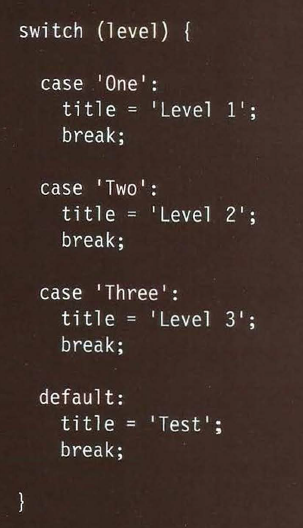 switch (level) {
case 'One':
title = 'Level 1';
break;
case 'Two':
title = 'Level 2';
break;
case 'Three':
title = 'Level 3';
break;
default:
title = 'Test';
break;
}